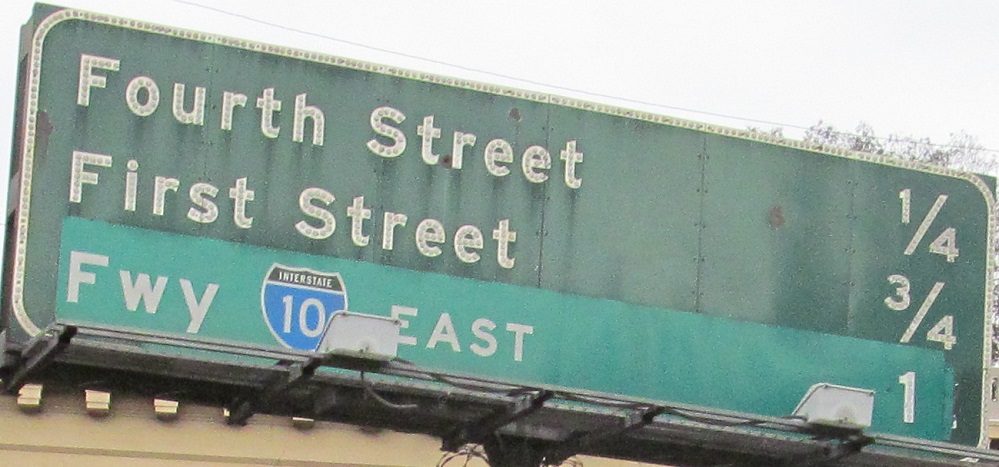 Fourth Street 1/4
First Street 3/4
Fwy INTERSTATE 10 EAST 1